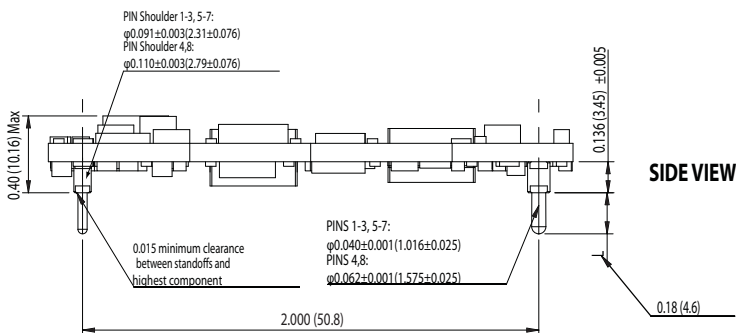 PIN Shoulder 1-3, 5-7:
φ0.091±0.003(2.31±0.076)
PIN Shoulder 4,8:
φ0.110±0.003(2.79±0.076)
0.40 (10.16) Max
0.136 (3.45) ±0.005
SIDE VIEW
0.015 minimum clearance
between standoffs and
highest component
PINS 1-3, 5-7:
φ0.040±0.001(1.016±0.025)
PINS 4,8:
φ0.062±0.001(1.575±0.025)
0.18 (4.6)
2.000 (50.8)